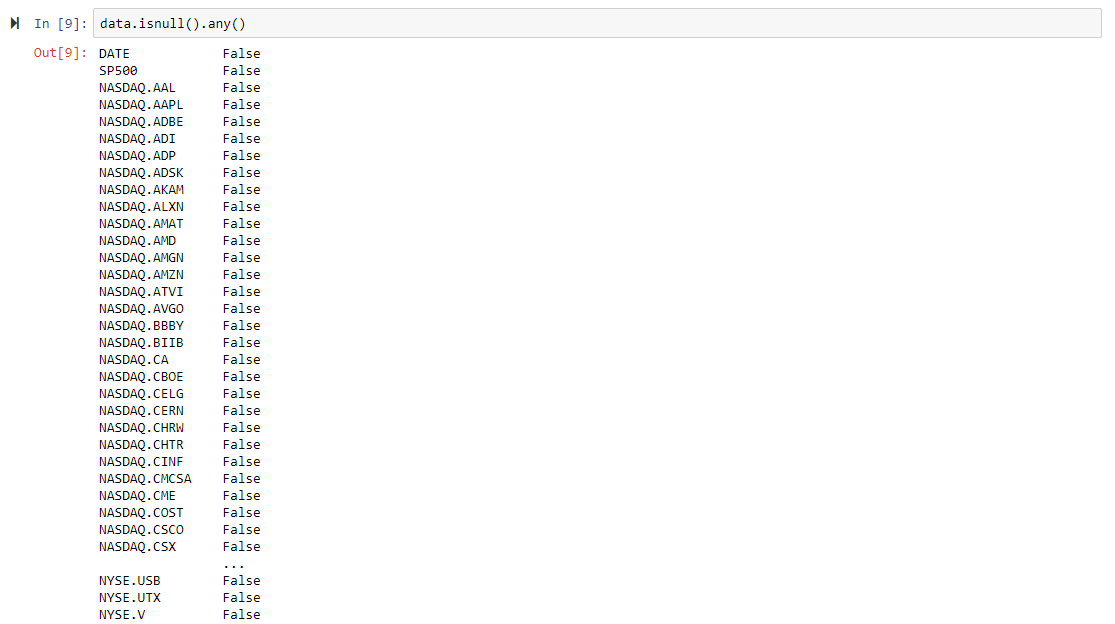 In [9]: data.isnull().any()
Out[9]: DATE False
SP500 False
NASDAQ.AAL False
NASDAQ.AAPL False
NASDAQ.ADBE False
NASDAQ.ADI False
NASDAQ.ADP False
NASDAQ.ADSK False
NASDAQ.AKAM False
NASDAQ.ALXN False
NASDAQ.AMAT False
NASDAQ.AMD False
NASDAQ.AMGN False
NASDAQ.AMZN False
NASDAQ.ATVI False
NASDAQ.AVGO False
NASDAQ.BBBY False
NASDAQ.BIIB False
NASDAQ.CA False
NASDAQ.CBOE False
NASDAQ.CELG False
NASDAQ.CERN False
NASDAQ.CHRW False
NASDAQ.CHTR False
NASDAQ.CINF False
NASDAQ.CMCSA False
NASDAQ.CME False
NASDAQ.COST False
NASDAQ.CSCO False
NASDAQ.CSX False
...
NYSE.USB False
NYSE.UTX False
NYSE.V False